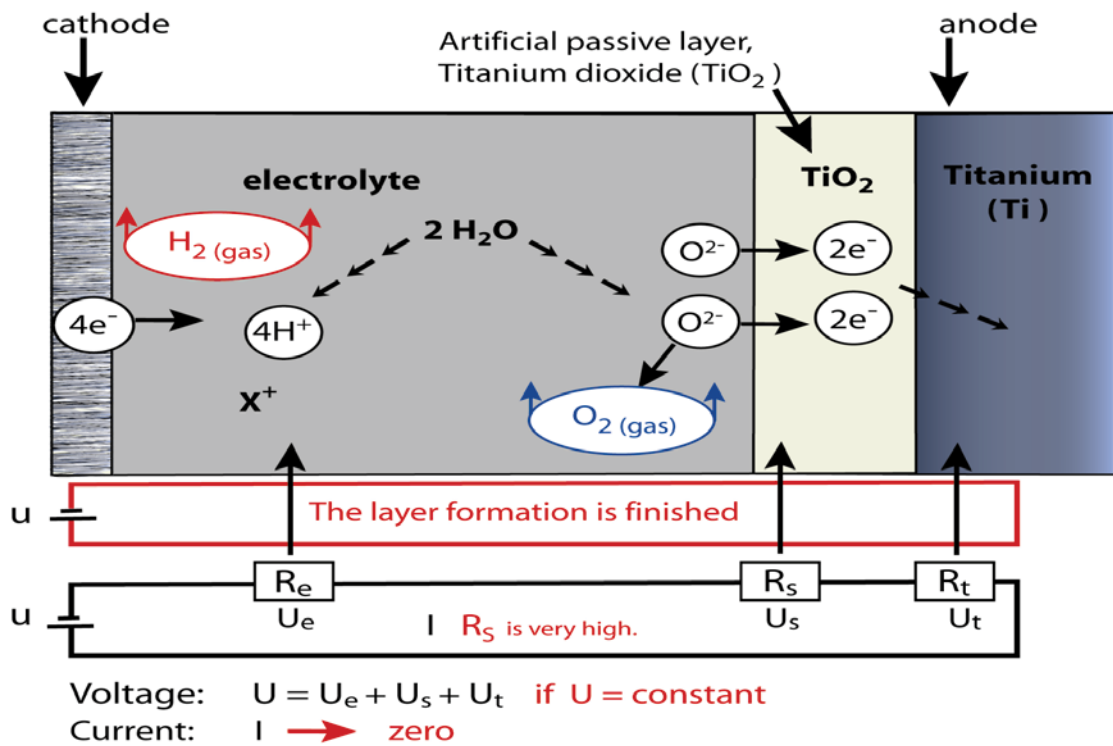 cathode
anode
Artificial passive layer,
Titanium dioxide (TiO₂ )
electrolyte
TiO₂
Titanium
(Ti )
H₂ (gas)
2 H₂O
O²⁻
2e⁻
4e⁻
4H⁺
O²⁻
2e⁻
x⁺
O₂ (gas)
u
The layer formation is finished
u
Rₑ
Rₛ
Rₜ
Uₑ
I Rₛ is very high.
Uₛ
Uₜ
Voltage: U = Uₑ + Uₛ + Uₜ if U = constant
Current: I → zero